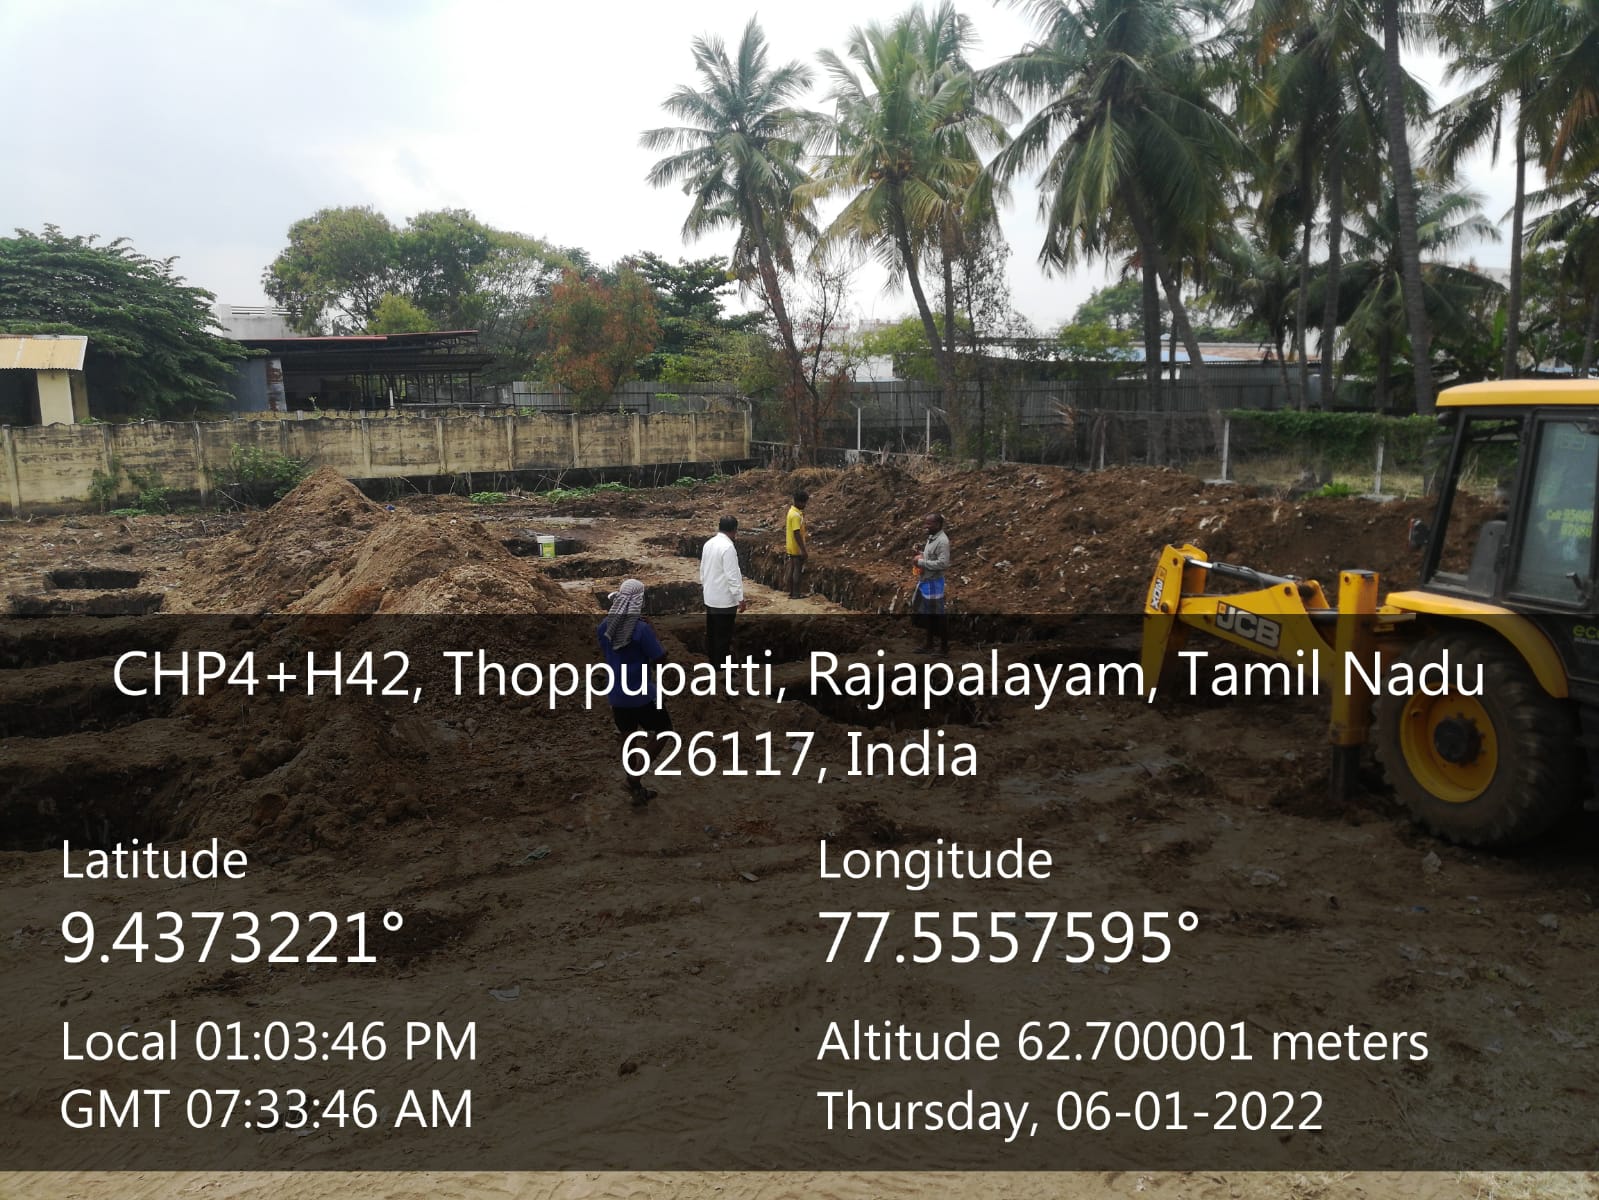 JCB
CHP4+H42, Thoppupatti, Rajapalayam, Tamil Nadu
626117, India
Latitude
9.4373221°
Longitude
77.5557595°
Local 01:03:46 PM
GMT 07:33:46 AM
Altitude 62.700001 meters
Thursday, 06-01-2022